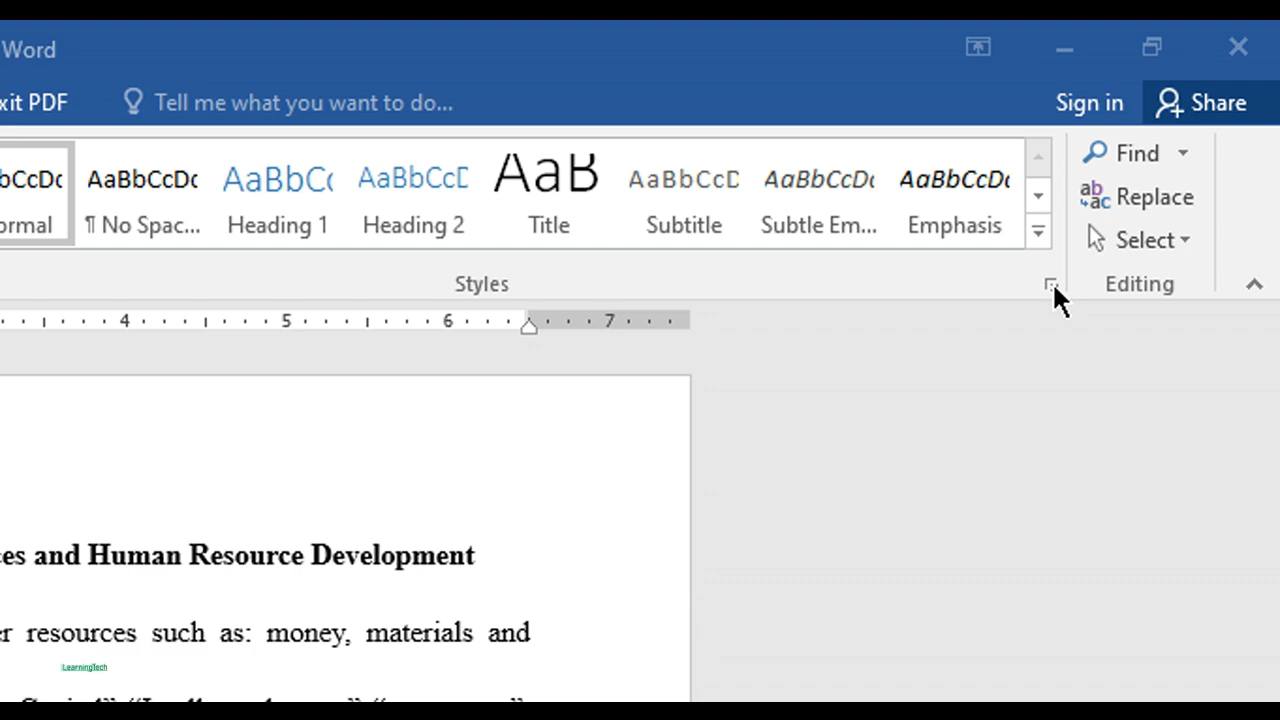 Word
xit PDF Tell me what you want to do... Sign in Share
bCcDc AaBbCcDc AaBbC AaBbCcD AaB AaBbCcD AaBbCcDc AaBbCcDc Find
ormal ¶ No Spac... Heading 1 Heading 2 Title Subtitle Subtle Em... Emphasis Replace
Select
Styles Editing
4 5 6 7
ces and Human Resource Development
er resources such as: money, materials and
iLearningTech